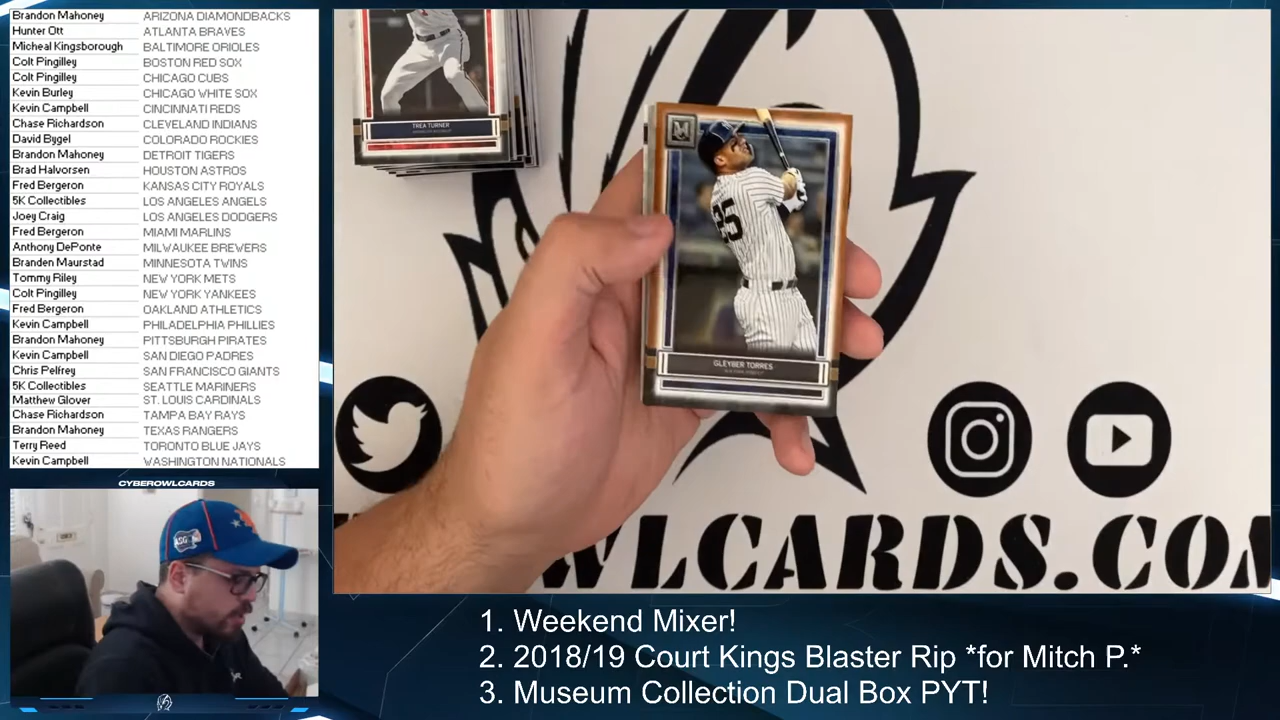 Brandon Mahoney ARIZONA DIAMONDBACKS
Hunter Ott ATLANTA BRAVES
Micheal Kingsborough BALTIMORE ORIOLES
Colt Pingilley BOSTON RED SOX
Colt Pingilley CHICAGO CUBS
Kevin Burley CHICAGO WHITE SOX
Kevin Campbell CINCINNATI REDS
Chase Richardson CLEVELAND INDIANS
David Bygel COLORADO ROCKIES
Brandon Mahoney DETROIT TIGERS
Brad Halvorsen HOUSTON ASTROS
Fred Bergeron KANSAS CITY ROYALS
5K Collectibles LOS ANGELES ANGELS
Joey Craig LOS ANGELES DODGERS
Fred Bergeron MIAMI MARLINS
Anthony DePonte MILWAUKEE BREWERS
Branden Maurstad MINNESOTA TWINS
Tommy Riley NEW YORK METS
Colt Pingilley NEW YORK YANKEES
Fred Bergeron OAKLAND ATHLETICS
Kevin Campbell PHILADELPHIA PHILLIES
Brandon Mahoney PITTSBURGH PIRATES
Kevin Campbell SAN DIEGO PADRES
Chris Pelfrey SAN FRANCISCO GIANTS
5K Collectibles SEATTLE MARINERS
Matthew Glover ST. LOUIS CARDINALS
Chase Richardson TAMPA BAY RAYS
Brandon Mahoney TEXAS RANGERS
Terry Reed TORONTO BLUE JAYS
Kevin Campbell WASHINGTON NATIONALS
CYBEROWLCARDS
TREA TURNER
M
25
GLEYBER TORRES
WLCARDS.CO
1. Weekend Mixer!
2. 2018/19 Court Kings Blaster Rip *for Mitch P.*
3. Museum Collection Dual Box PYT!